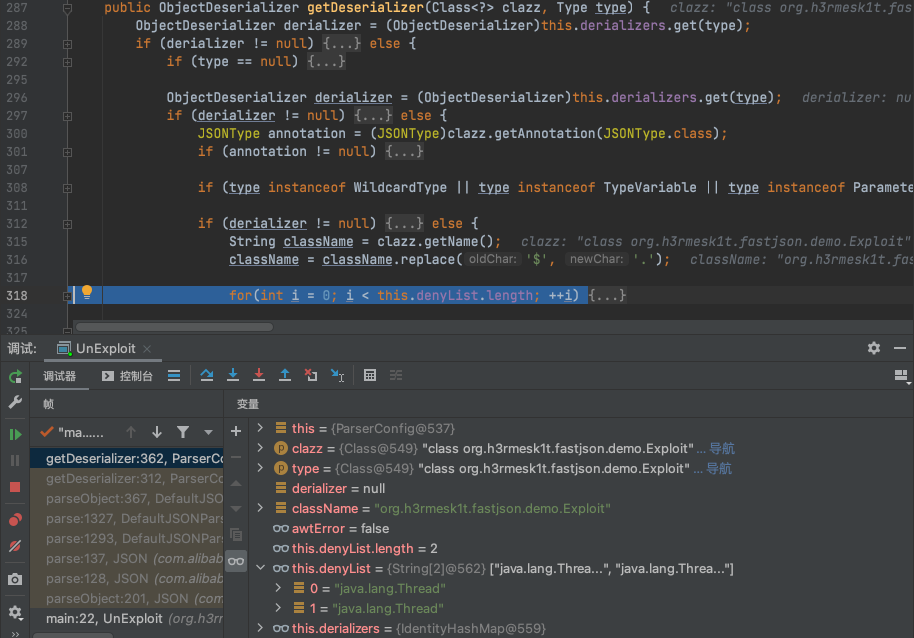 287 public ObjectDeserializer getDeserializer(Class<?> clazz, Type type) { clazz: "class org.h3rmesk1t.fas
288 ObjectDeserializer derializer = (ObjectDeserializer)this.derializers.get(type);
289 if (derializer != null) {...} else {
292 if (type == null) {...}
295
296 ObjectDeserializer derializer = (ObjectDeserializer)this.derializers.get(type); derializer: nu
297 if (derializer != null) {...} else {
300 JSONType annotation = (JSONType)clazz.getAnnotation(JSONType.class);
301 if (annotation != null) {...}
307
308 if (type instanceof WildcardType || type instanceof TypeVariable || type instanceof Paramete
311
312 if (derializer != null) {...} else {
315 String className = clazz.getName(); clazz: "class org.h3rmesk1t.fastjson.demo.Exploit"
316 className = className.replace( oldChar: '$', newChar: '.'); className: "org.h3rmesk1t.fas
317
318 for(int i = 0; i < this.denyList.length; ++i) {...}
324
325
调试: UnExploit ×
调试器 控制台
帧 变量
"ma...... this = {ParserConfig@537}
getDeserializer:362, ParserCo
clazz = {Class@549} "class org.h3rmesk1t.fastjson.demo.Exploit" ... 导航
getDeserializer:312, ParserCo
type = {Class@549} "class org.h3rmesk1t.fastjson.demo.Exploit" ... 导航
parseObject:367, DefaultJSO
derializer = null
parse:1327, DefaultJSONPars
className = "org.h3rmesk1t.fastjson.demo.Exploit"
parse:1293, DefaultJSONPar
awtError = false
parse:137, JSON (com.alibab
this.denyList.length = 2
parse:128, JSON (com.alibab
this.denyList = {String[2]@562} ["java.lang.Threa...", "java.lang.Threa..."]
parseObject:201, JSON (com
0 = "java.lang.Thread"
main:22, UnExploit (org.h3rr
1 = "java.lang.Thread"
this.derializers = {IdentityHashMap@559}